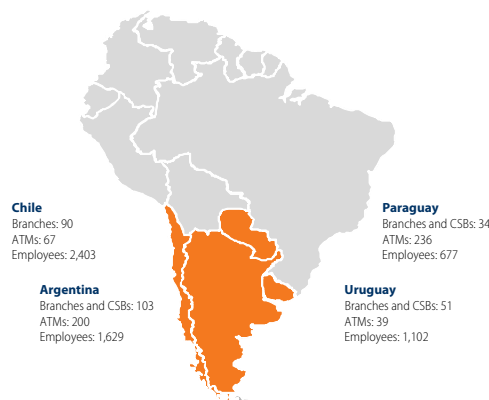 Chile
Branches: 90
ATMs: 67
Employees: 2,403
Paraguay
Branches and CSBs: 34
ATMs: 236
Employees: 677
Argentina
Branches and CSBs: 103
ATMs: 200
Employees: 1,629
Uruguay
Branches and CSBs: 51
ATMs: 39
Employees: 1,102